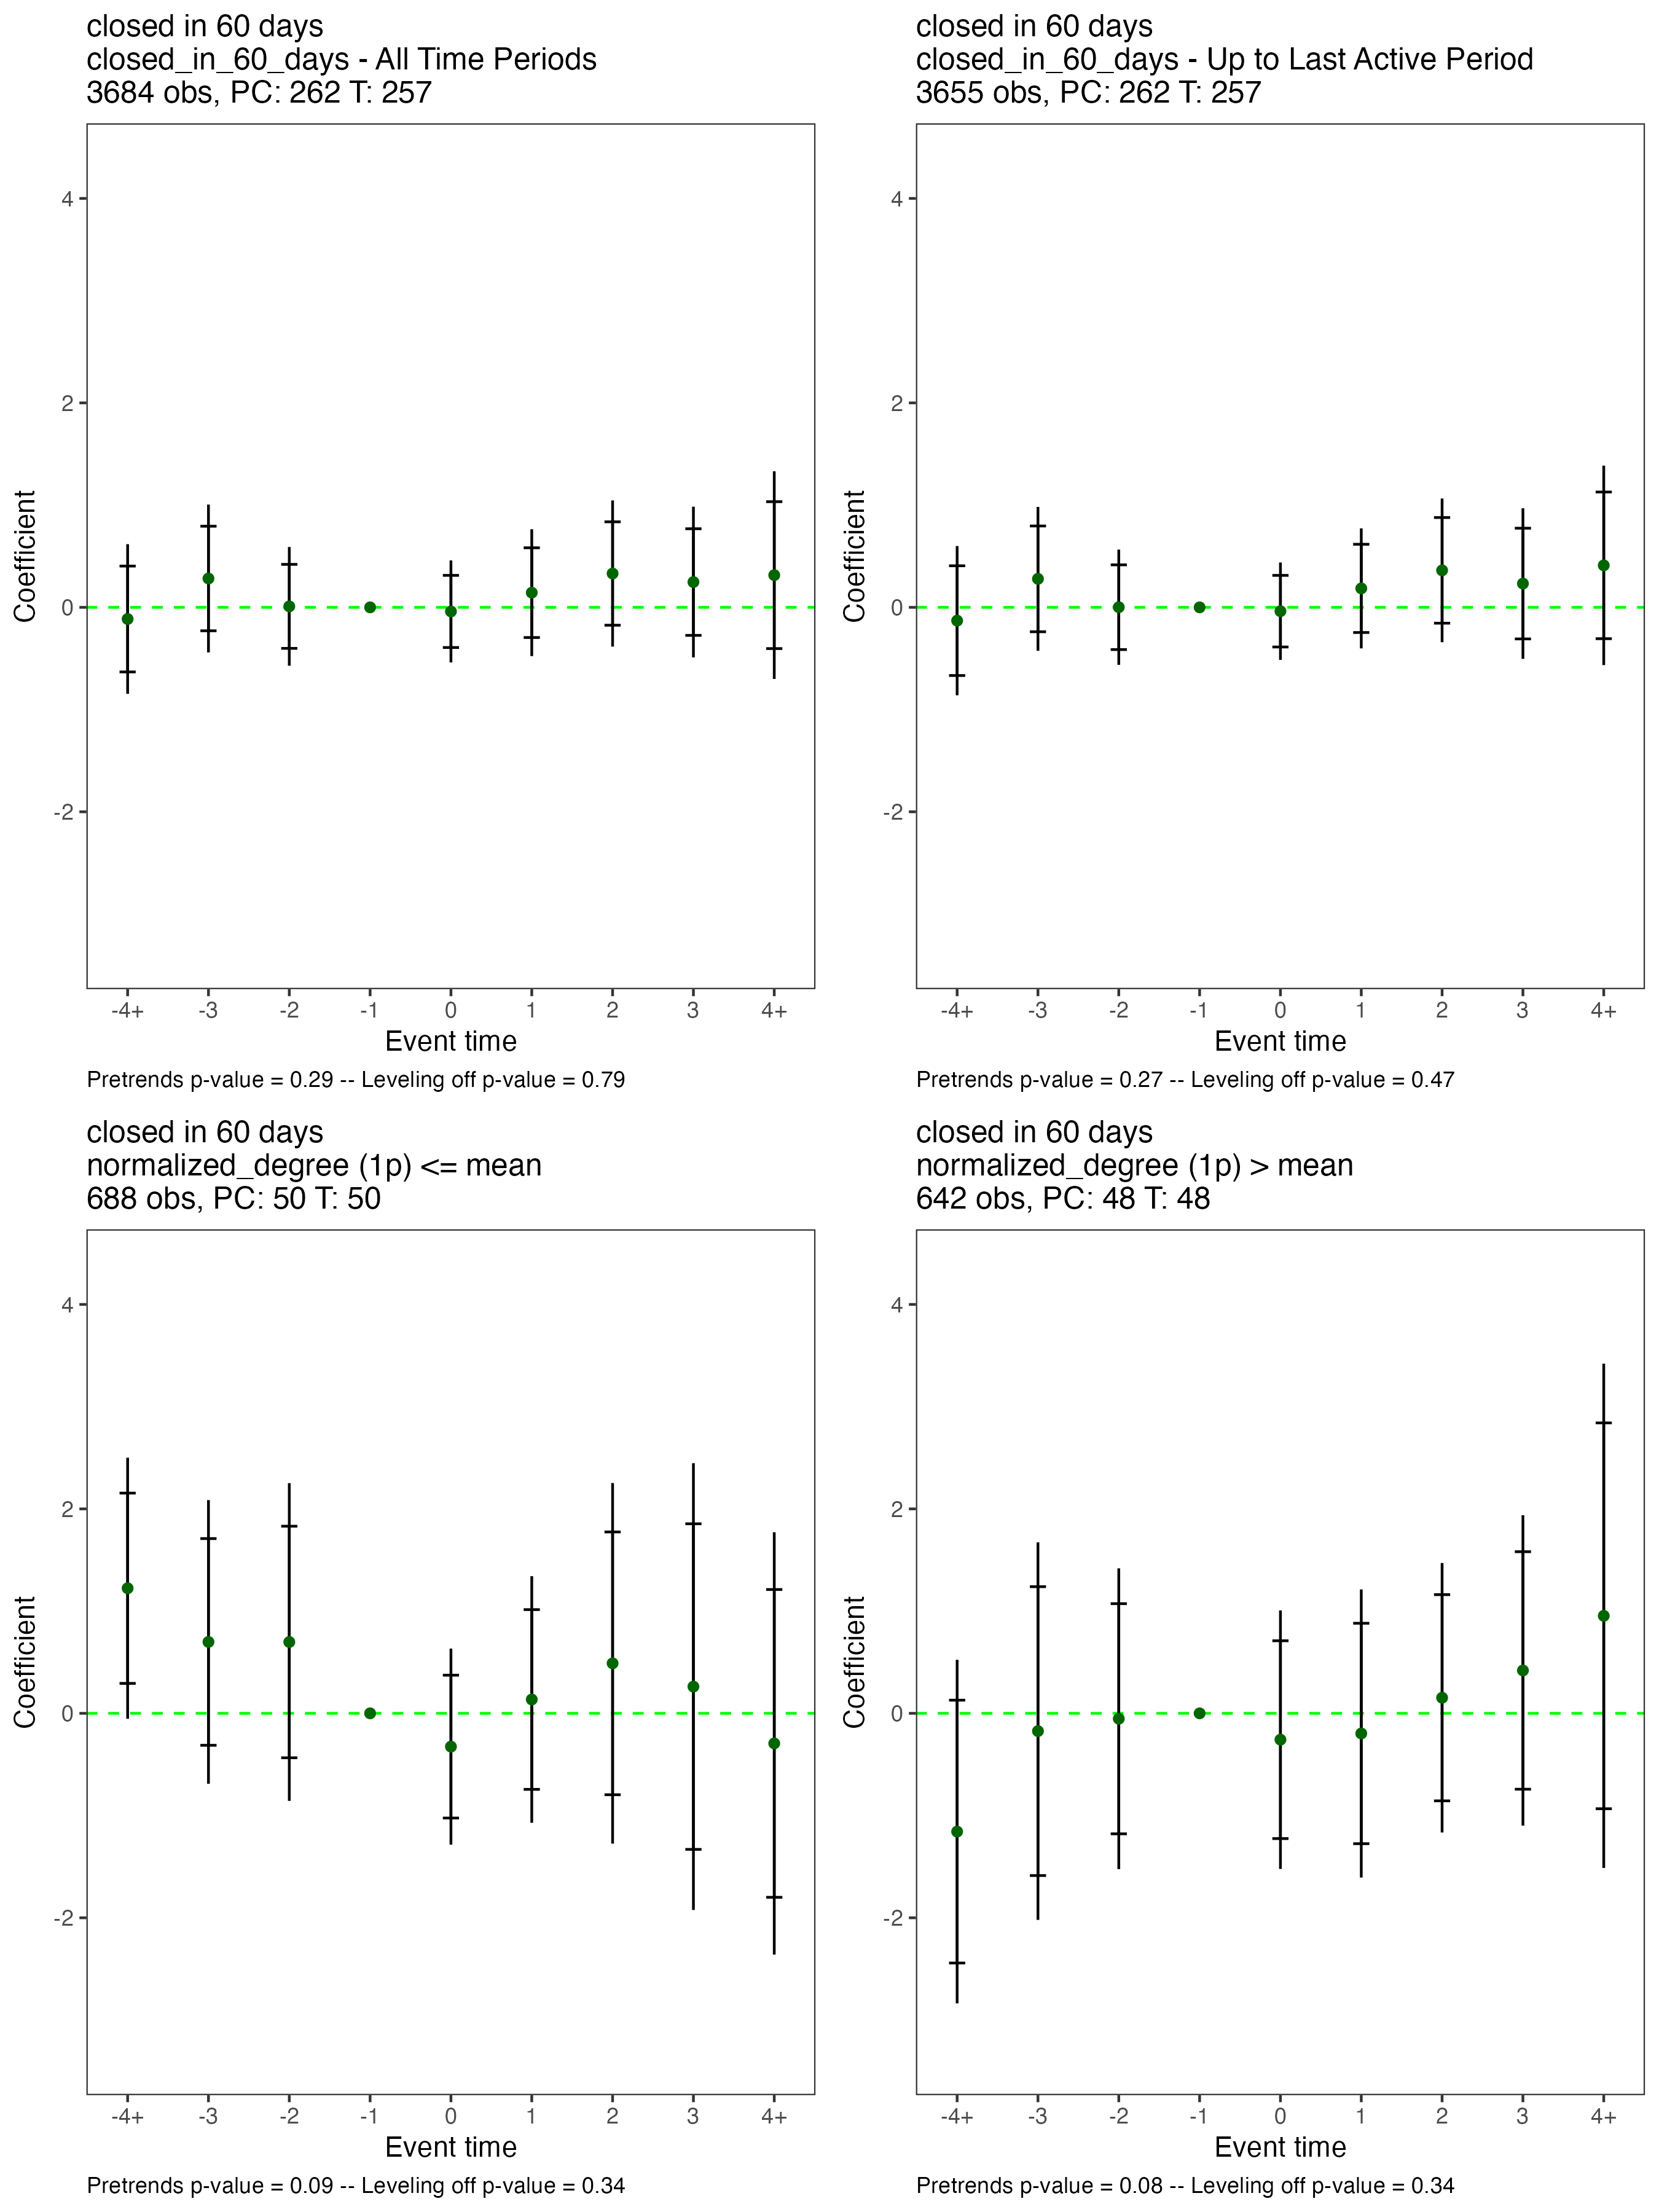 closed in 60 days
closed_in_60_days - All Time Periods
3684 obs, PC: 262 T: 257
4
2
0
-2
Coefficient
-4+ -3 -2 -1 0 1 2 3 4+
Event time
Pretrends p-value = 0.29 -- Leveling off p-value = 0.79
closed in 60 days
closed_in_60_days - Up to Last Active Period
3655 obs, PC: 262 T: 257
4
2
0
-2
Coefficient
-4+ -3 -2 -1 0 1 2 3 4+
Event time
Pretrends p-value = 0.27 -- Leveling off p-value = 0.47
closed in 60 days
normalized_degree (1p) <= mean
688 obs, PC: 50 T: 50
4
2
0
-2
Coefficient
-4+ -3 -2 -1 0 1 2 3 4+
Event time
Pretrends p-value = 0.09 -- Leveling off p-value = 0.34
closed in 60 days
normalized_degree (1p) > mean
642 obs, PC: 48 T: 48
4
2
0
-2
Coefficient
-4+ -3 -2 -1 0 1 2 3 4+
Event time
Pretrends p-value = 0.08 -- Leveling off p-value = 0.34